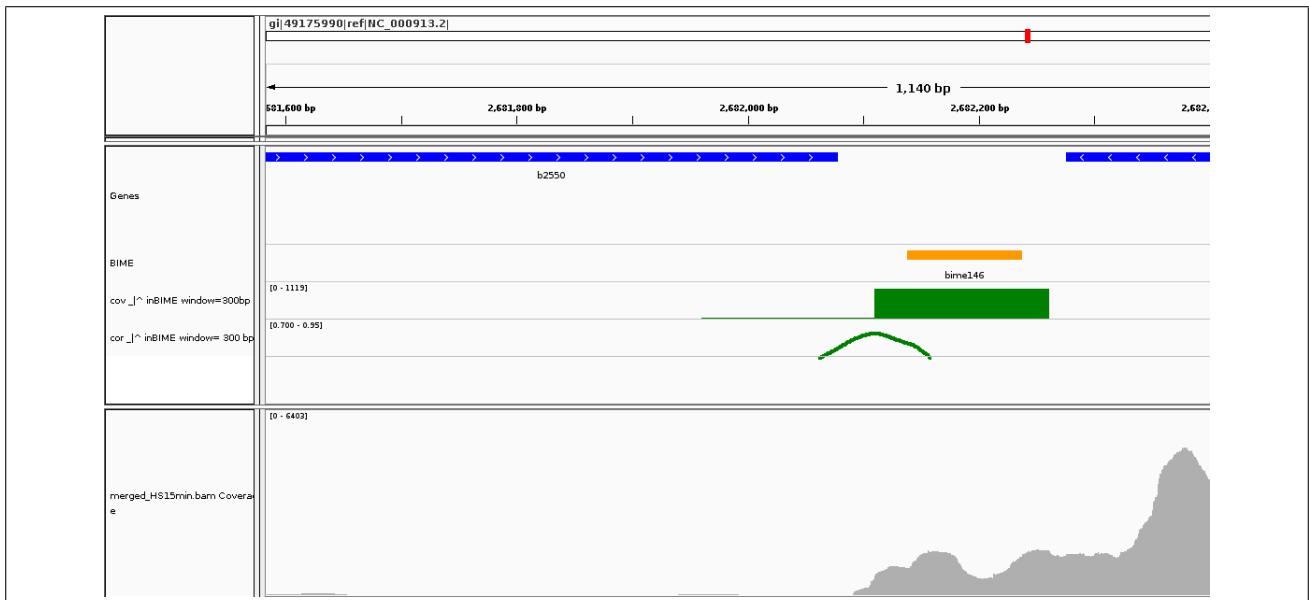 gi|49175990|ref|NC_000913.2|
1,140 bp
681,600 bp 2,681,800 bp 2,682,000 bp 2,682,200 bp 2,682,
b2550
Genes
BIME
bime146
[0 - 1119]
cov _|^ inBIME window=300bp
[0.700 - 0.95]
cor _|^ inBIME window= 300 bp
[0 - 6403]
merged_HS15min.bam Covera
e